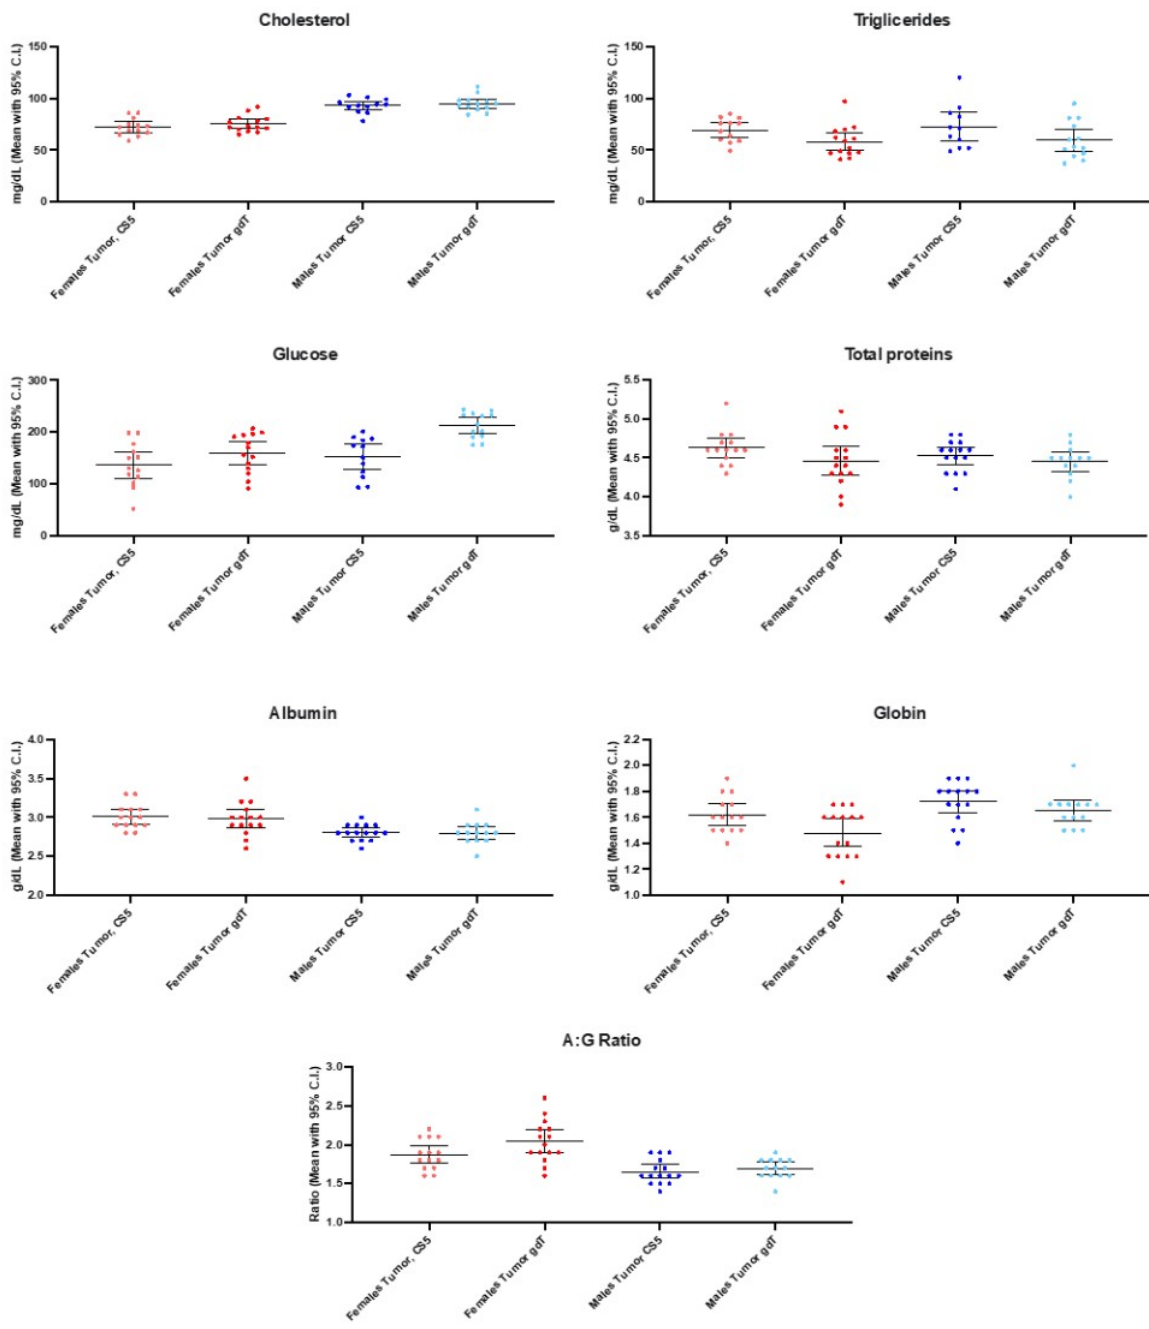 Cholesterol
mg/dL (Mean with 95% C.I.)
150
100
50
0
Females Tumor, CS5
Females Tumor gdT
Males Tumor CS5
Males Tumor gdT
Triglicerides
mg/dL (Mean with 95% C.I.)
150
100
50
0
Females Tumor, CS5
Females Tumor gdT
Males Tumor CS5
Males Tumor gdT
Glucose
mg/dL (Mean with 95% C.I.)
300
200
100
0
Females Tumor, CS5
Females Tumor gdT
Males Tumor CS5
Males Tumor gdT
Total proteins
g/dL (Mean with 95% C.I.)
5.5
5.0
4.5
4.0
3.5
Females Tumor, CS5
Females Tumor gdT
Males Tumor CS5
Males Tumor gdT
Albumin
g/dL (Mean with 95% C.I.)
4.0
3.5
3.0
2.5
2.0
Females Tumor, CS5
Females Tumor gdT
Males Tumor CS5
Males Tumor gdT
Globin
g/dL (Mean with 95% C.I.)
2.2
2.0
1.8
1.6
1.4
1.2
1.0
Females Tumor, CS5
Females Tumor gdT
Males Tumor CS5
Males Tumor gdT
A:G Ratio
Ratio (Mean with 95% C.I.)
3.0
2.5
2.0
1.5
1.0
Females Tumor, CS5
Females Tumor gdT
Males Tumor CS5
Males Tumor gdT